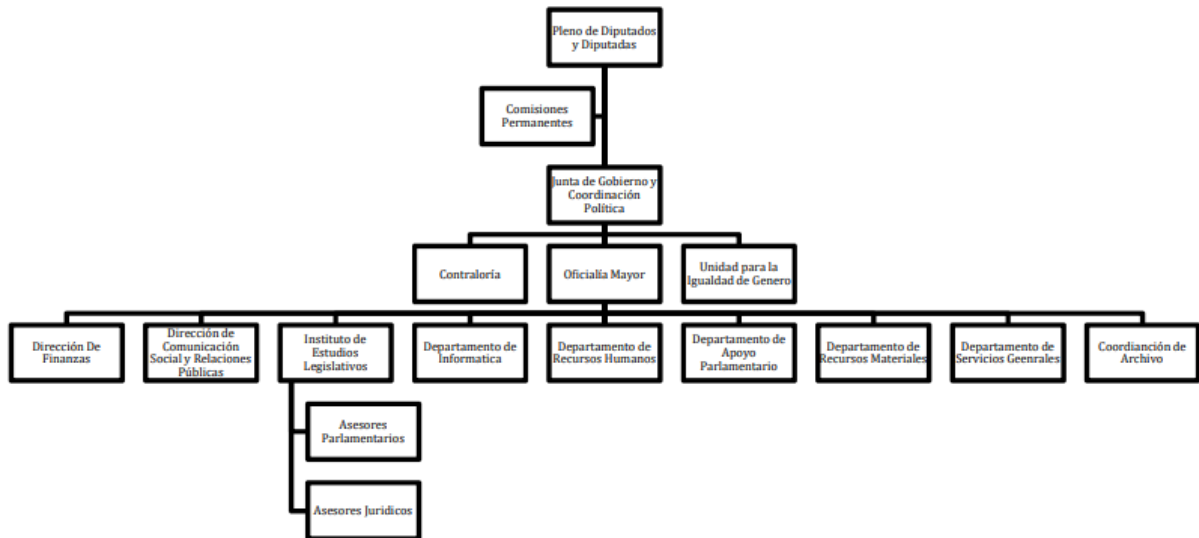 Pleno de Diputados
y Diputadas
Comisiones
Permanentes
Junta de Gobierno y
Coordinación
Política
Contraloría
Oficialía Mayor
Unidad para la
Igualdad de Genero
Dirección De
Finanzas
Dirección de
Comunicación
Social y Relaciones
Públicas
Instituto de
Estudios
Legislativos
Departamento de
Informatica
Departamento de
Recursos Humanos
Departamento de
Apoyo
Parlamentario
Departamento de
Recursos Materiales
Departamento de
Servicios Geenrales
Coordianción de
Archivo
Asesores
Parlamentarios
Asesores Juridicos